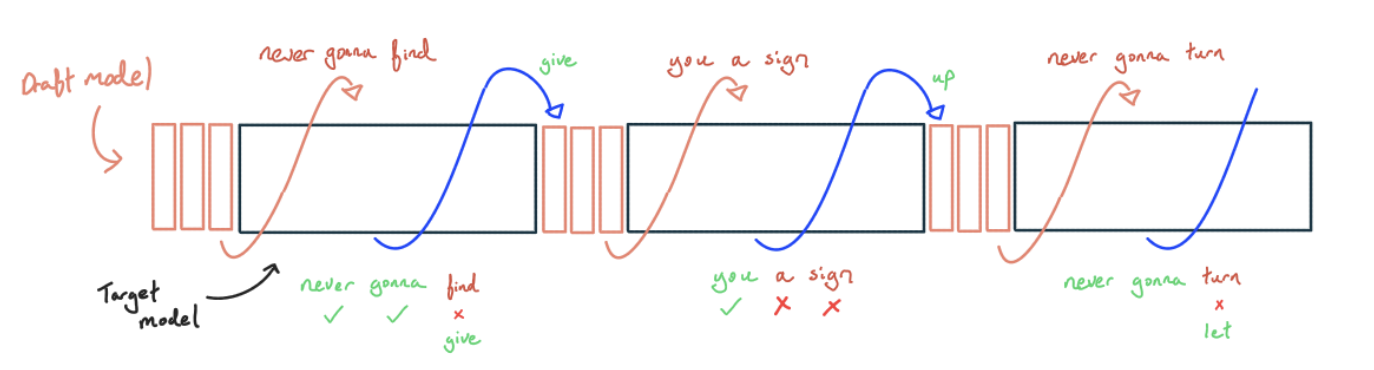 Draft model
never gonna find
give
you a sign
up
never gonna turn
Target
model
never gonna find
give
you a sign
never gonna turn
let